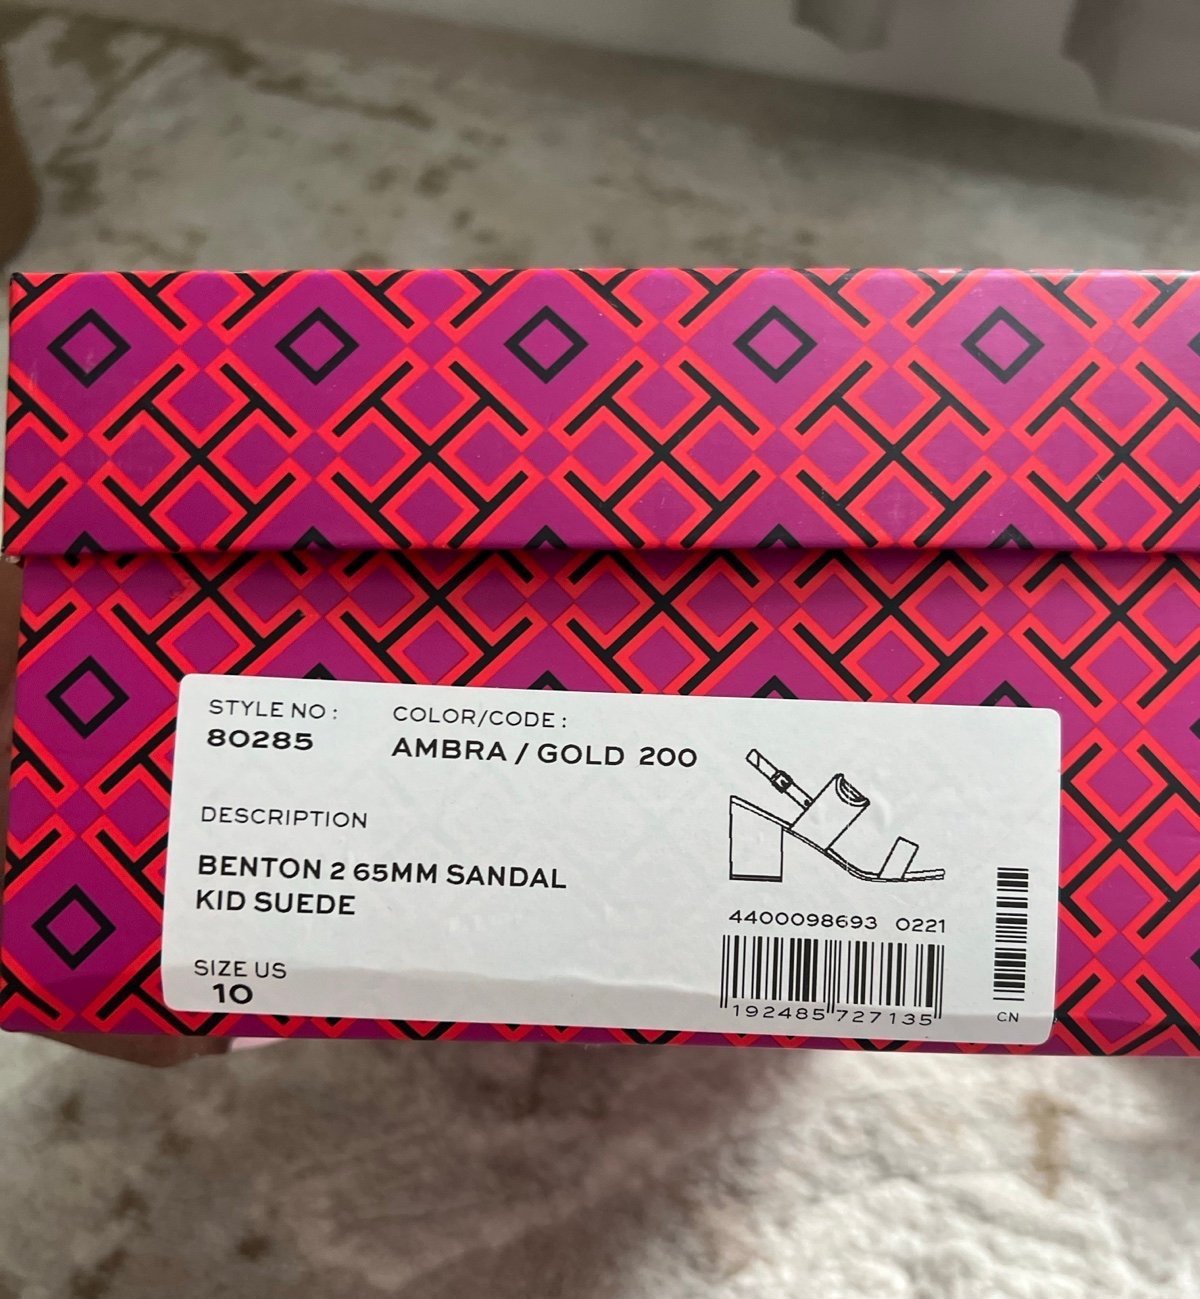 STYLE NO :
80285
COLOR/CODE :
AMBRA / GOLD 200
DESCRIPTION
BENTON 2 65MM SANDAL
KID SUEDE
SIZE US
10
4400098693 0221
192485 727135
CN